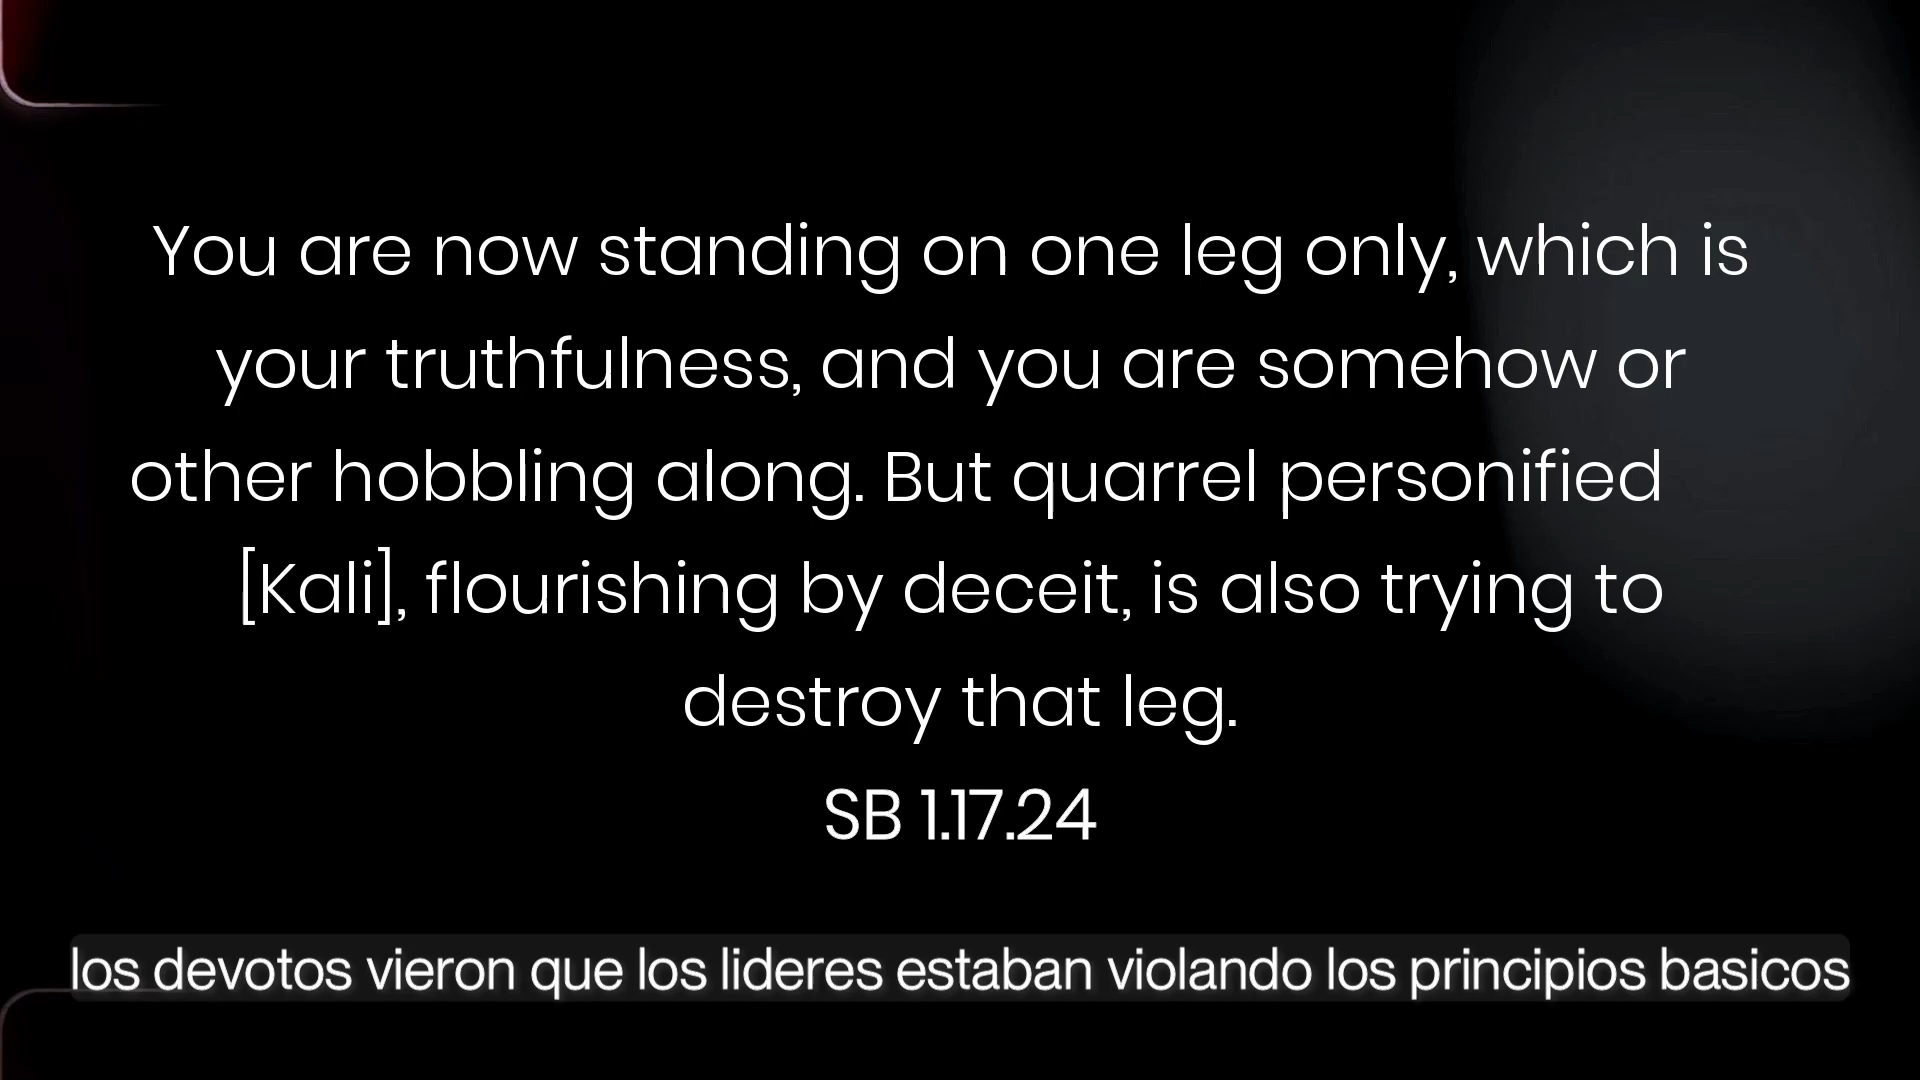 You are now standing on one leg only, which is
your truthfulness, and you are somehow or
other hobbling along. But quarrel personified
[Kali], flourishing by deceit, is also trying to
destroy that leg.
SB 1.17.24
los devotos vieron que los lideres estaban violando los principios basicos